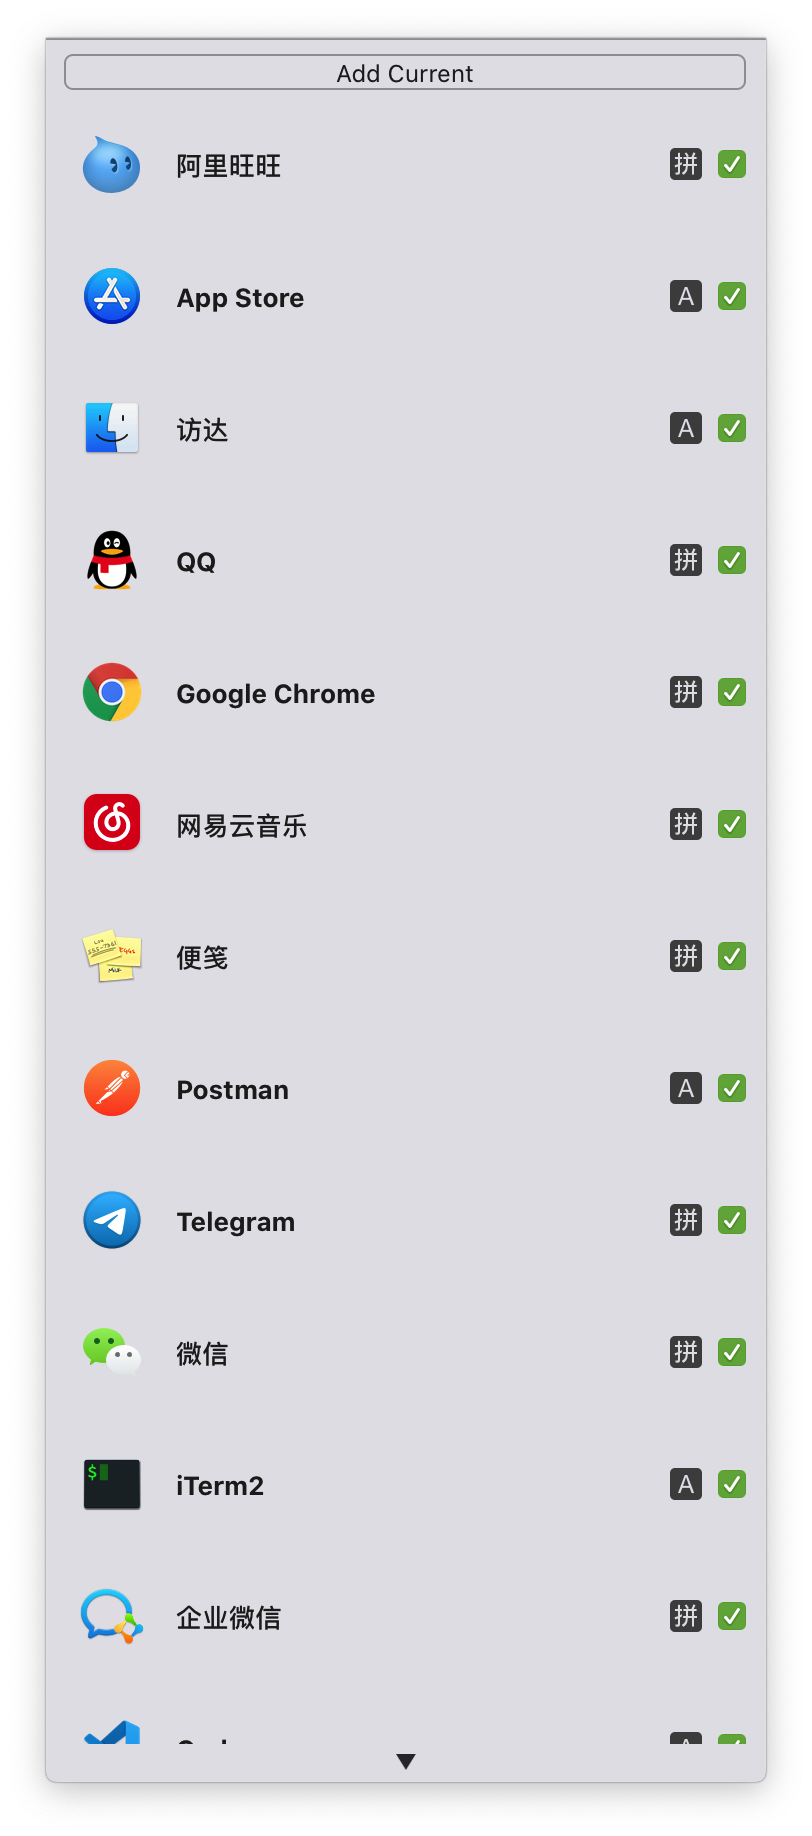 Add Current
阿里旺旺 拼
App Store A
访达 A
QQ 拼
Google Chrome 拼
网易云音乐 拼
便笺 拼
Postman A
Telegram 拼
微信 拼
$
iTerm2 A
企业微信 拼